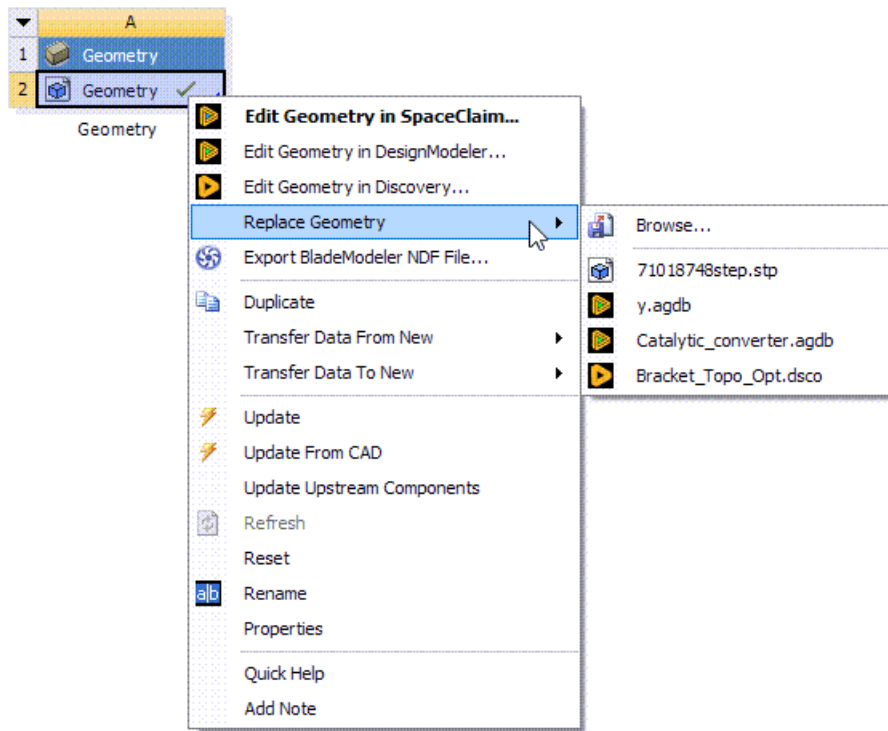 A
1 Geometry
2 Geometry
Geometry
Edit Geometry in SpaceClaim...
Edit Geometry in DesignModeler...
Edit Geometry in Discovery...
Replace Geometry
Export BladeModeler NDF File...
Duplicate
Transfer Data From New
Transfer Data To New
Update
Update From CAD
Update Upstream Components
Refresh
Reset
a|b Rename
Properties
Quick Help
Add Note
Browse...
71018748step.stp
y.agdb
Catalytic_converter.agdb
Bracket_Topo_Opt.dsco